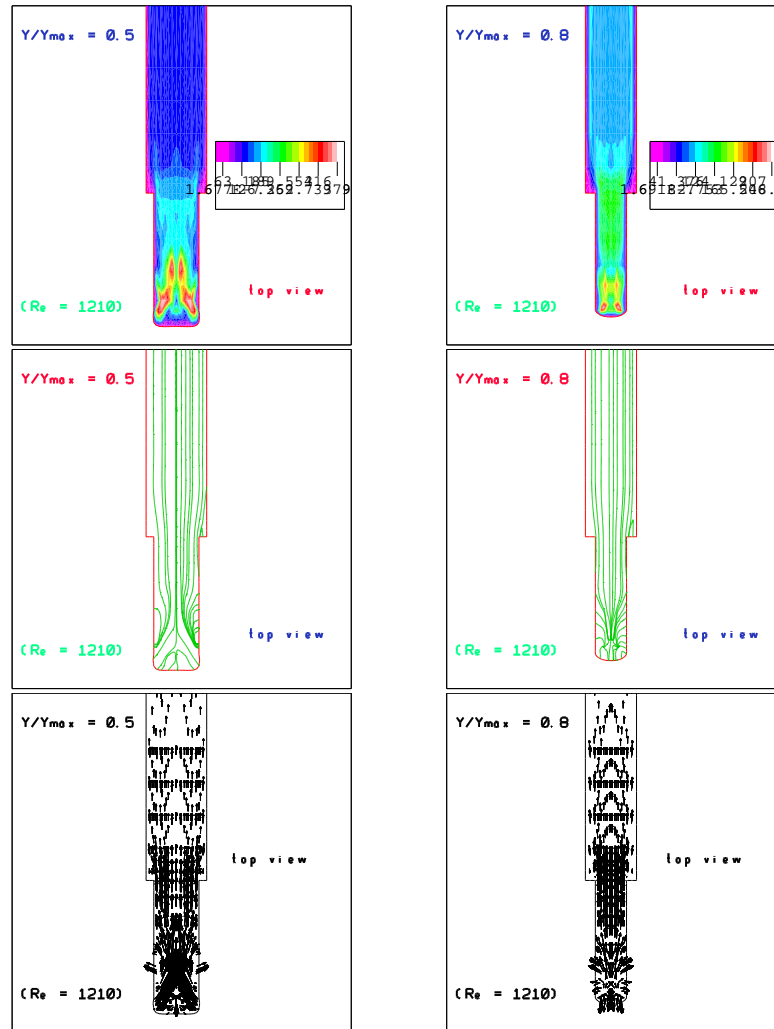 Y/Ymax = 0.5
(Re = 1210)
top view
Y/Ymax = 0.8
(Re = 1210)
top view
Y/Ymax = 0.5
(Re = 1210)
top view
Y/Ymax = 0.8
(Re = 1210)
top view
Y/Ymax = 0.5
top view
(Re = 1210)
Y/Ymax = 0.8
top view
(Re = 1210)